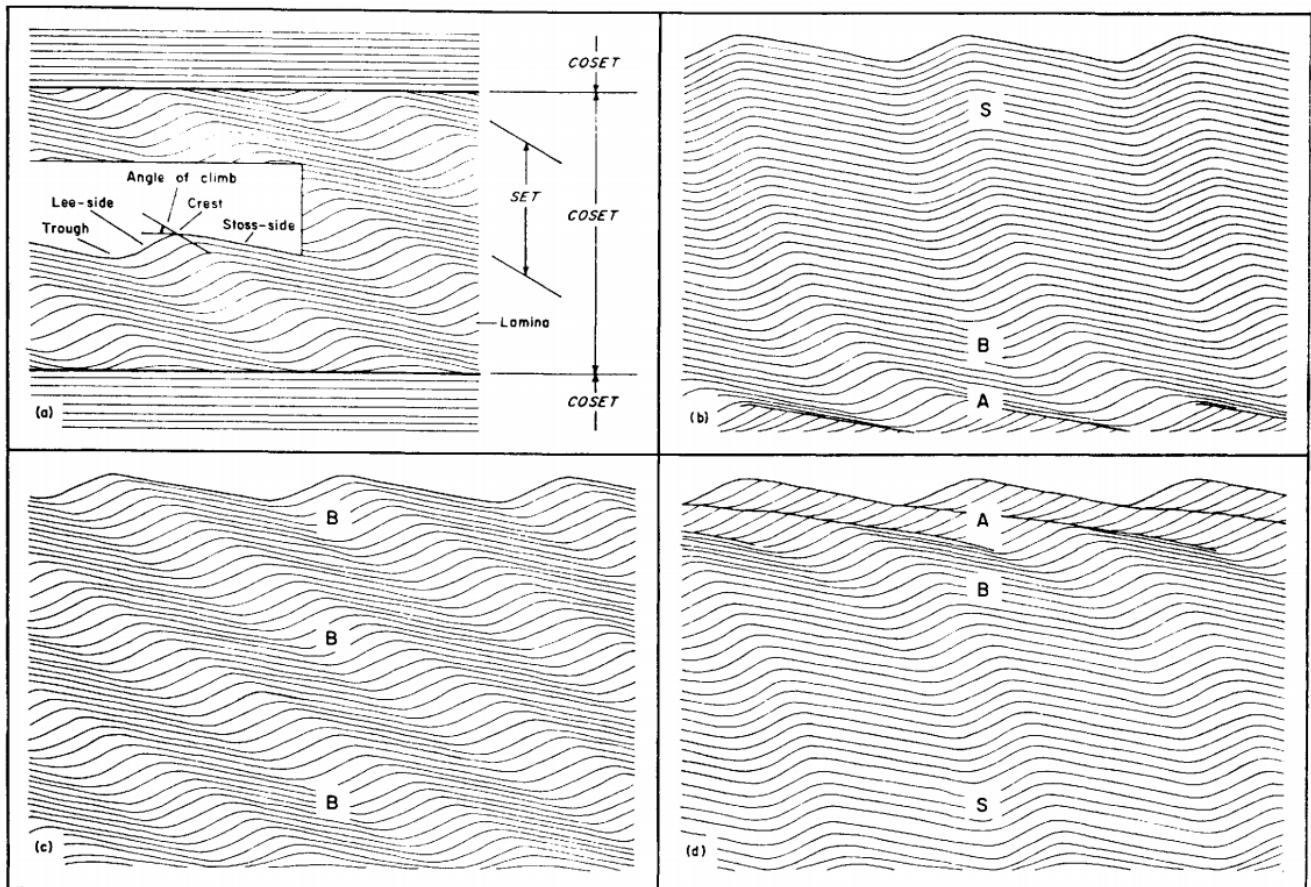 COSET
Angle of climb
Lee-side
Crest
Trough
Stoss-side
SET
COSET
Lamina
COSET
(a)
S
B
A
(b)
B
B
B
(c)
A
B
S
(d)